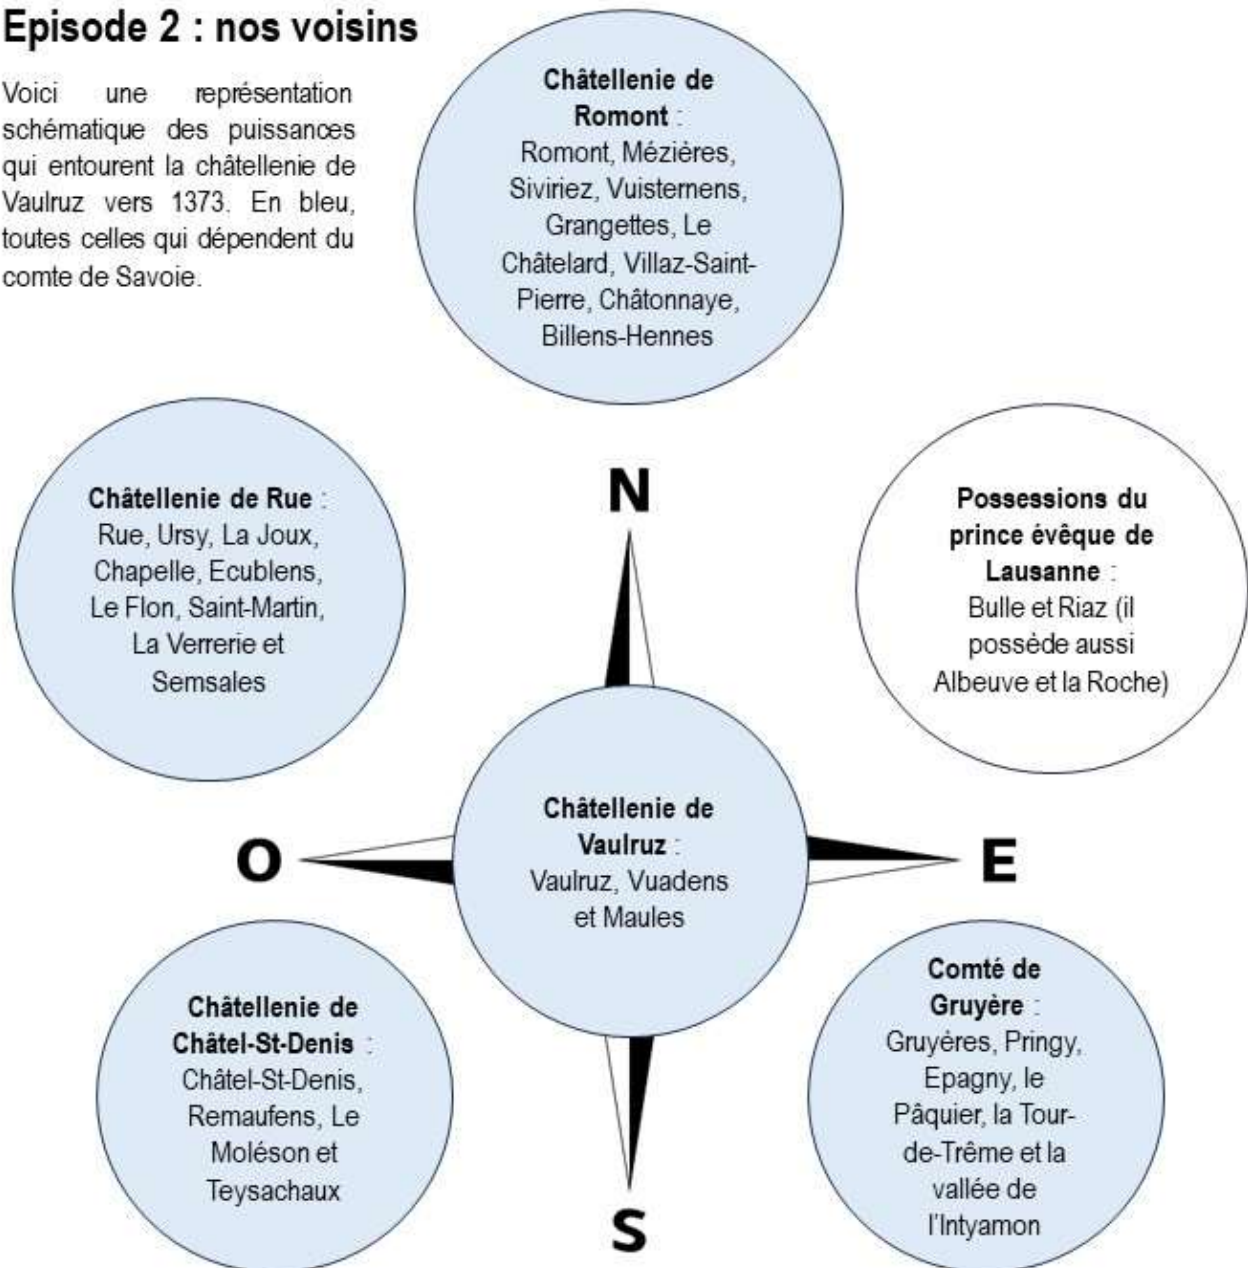 Episode 2 : nos voisins
Voici une représentation
schématique des puissances
qui entourent la châtellenie de
Vaulruz vers 1373. En bleu,
toutes celles qui dépendent du
comte de Savoie.
Châtellenie de
Romont :
Romont, Mézières,
Siviriez, Vuisternens,
Grangettes, Le
Châtelard, Villaz-Saint-
Pierre, Châtonnaye,
Billens-Hennes
Châtellenie de Rue :
Rue, Ursy, La Joux,
Chapelle, Ecublens,
Le Flon, Saint-Martin,
La Verrerie et
Semsales
N
Possessions du
prince évêque de
Lausanne :
Bulle et Riaz (il
possède aussi
Albeuve et la Roche)
O
Châtellenie de
Vaulruz :
Vaulruz, Vuadens
et Maules
E
Châtellenie de
Châtel-St-Denis :
Châtel-St-Denis,
Remaufens, Le
Moléson et
Teysachaux
S
Comté de
Gruyère :
Gruyères, Pringy,
Epagny, le
Pâquier, la Tour-
de-Trême et la
vallée de
l'Intyamon